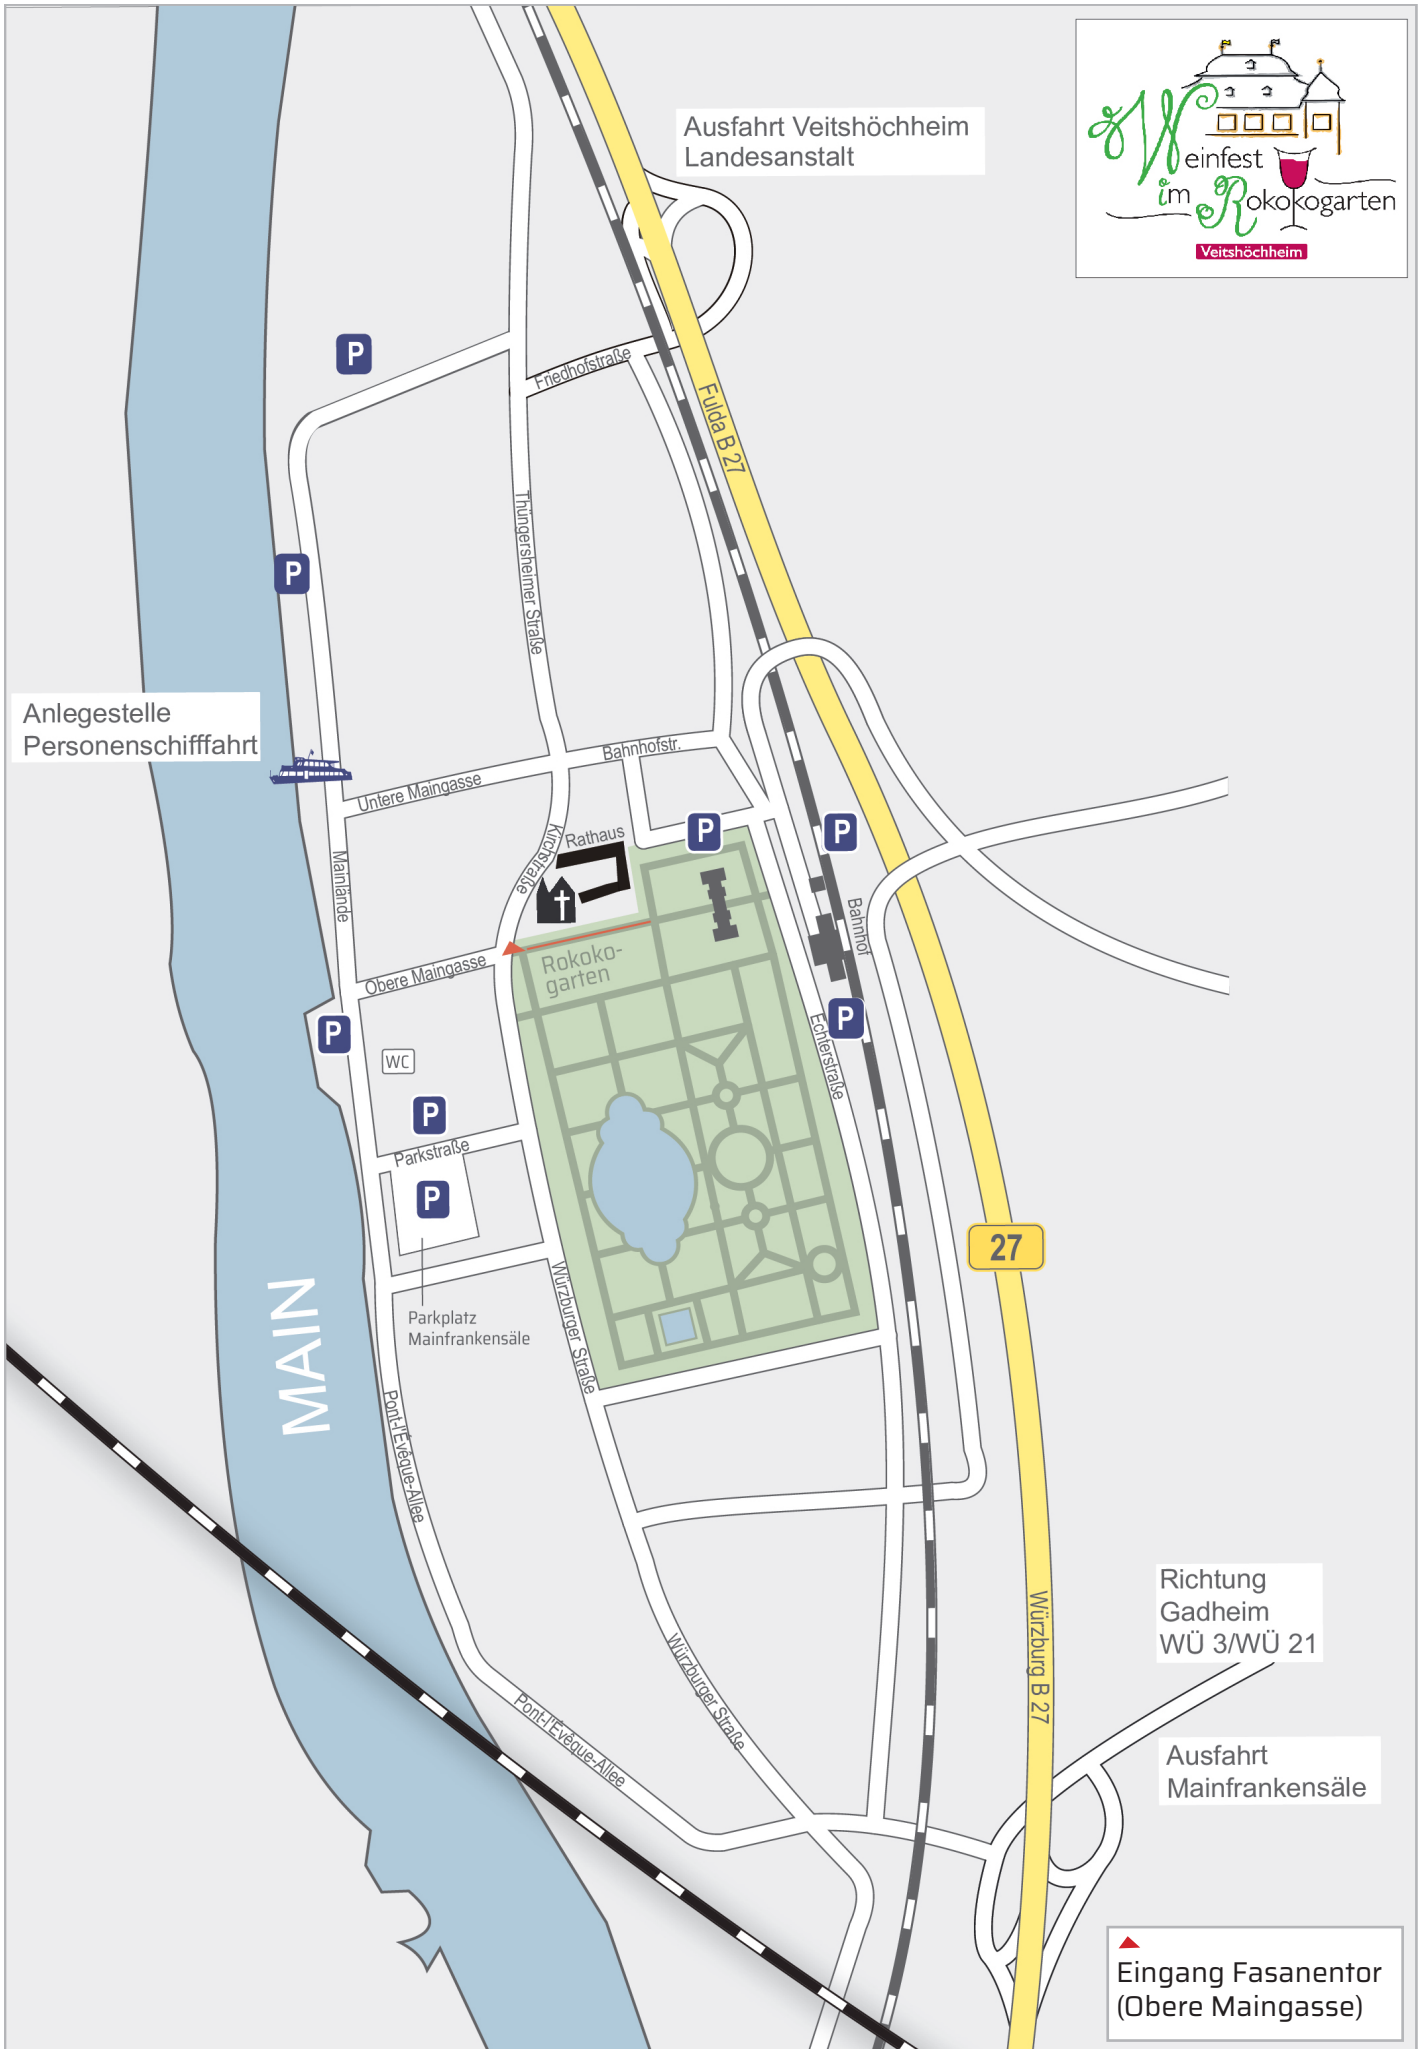 Weinfest
im Rokokogarten
Veitshöchheim
Ausfahrt Veitshöchheim
Landesanstalt
P
Friedhofstraße
Fulda B 27
Thüngersheimer Straße
P
Anlegestelle
Personenschifffahrt
Bahnhofstr.
Untere Maingasse
Kirchstraße
Rathaus
P
P
Mainlände
Bahnhof
Rokoko-
garten
Obere Maingasse
P
Echterstraße
P
WC
P
Parkstraße
P
27
MAIN
Parkplatz
Mainfrankensäle
Würzburger Straße
Pont-l'Évêque-Allee
Richtung
Gadheim
WÜ 3/WÜ 21
Würzburg B 27
Würzburger Straße
Pont-l'Évêque-Allee
Ausfahrt
Mainfrankensäle
Eingang Fasanentor
(Obere Maingasse)